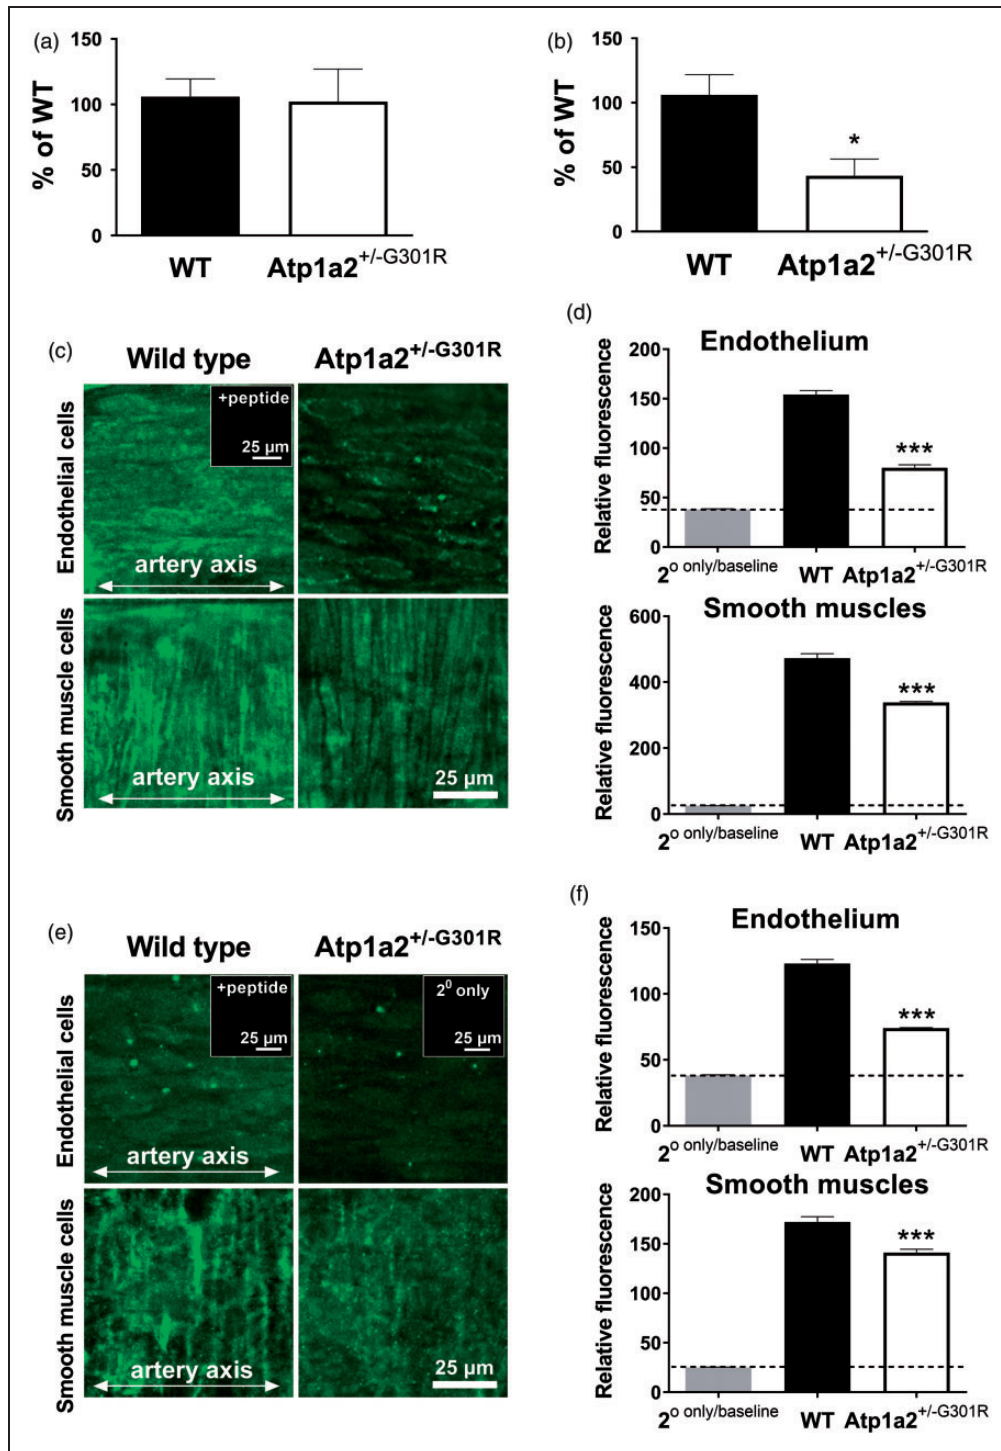 (a)
150
100
50
0
% of WT
WT
Atp1a2+/-G301R
(b)
150
100
50
0
% of WT
*
WT
Atp1a2+/-G301R
(c)
Wild type
Atp1a2+/-G301R
Endothelial cells
+peptide
25 µm
artery axis
Smooth muscle cells
artery axis
25 µm
(d)
Endothelium
Relative fluorescence
200
150
100
50
0
***
2o only/baseline
WT
Atp1a2+/-G301R
Smooth muscles
Relative fluorescence
600
400
200
0
***
2o only/baseline
WT
Atp1a2+/-G301R
(e)
Wild type
Atp1a2+/-G301R
Endothelial cells
+peptide
25 µm
20 only
25 µm
artery axis
Smooth muscle cells
artery axis
25 µm
(f)
Endothelium
Relative fluorescence
150
100
50
0
***
2o only/baseline
WT
Atp1a2+/-G301R
Smooth muscles
Relative fluorescence
200
150
100
50
0
***
2o only/baseline
WT
Atp1a2+/-G301R